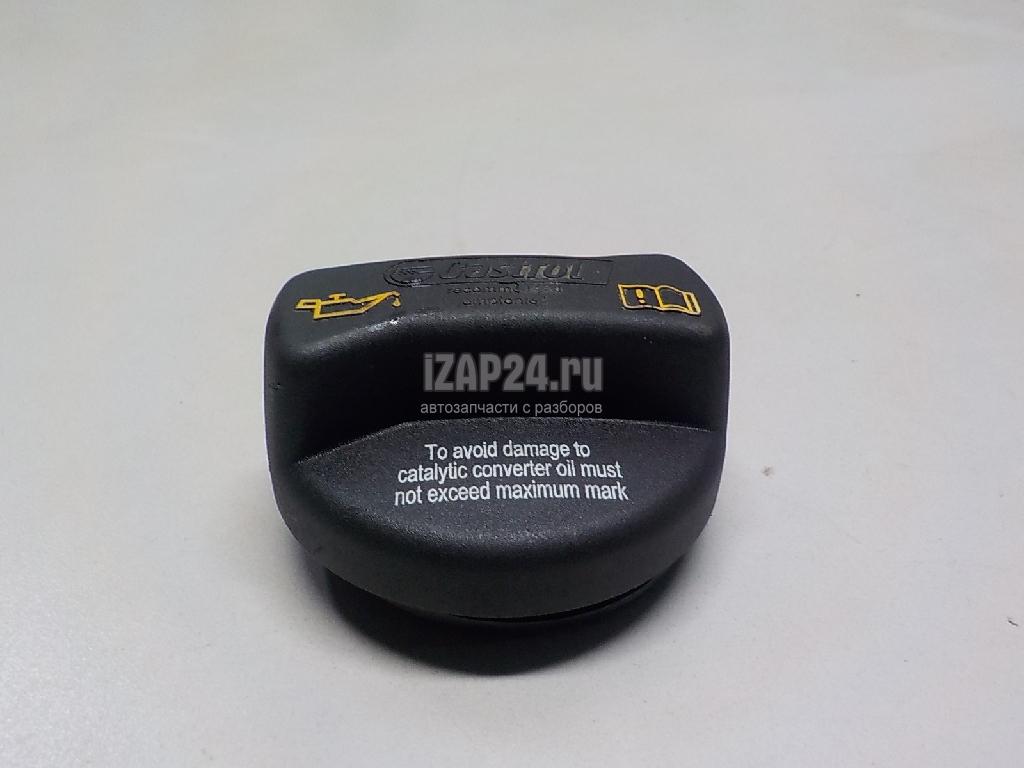 Castrol
iZAP24.ru
автозапчасти с разборов
To avoid damage to
catalytic converter oil must
not exceed maximum mark